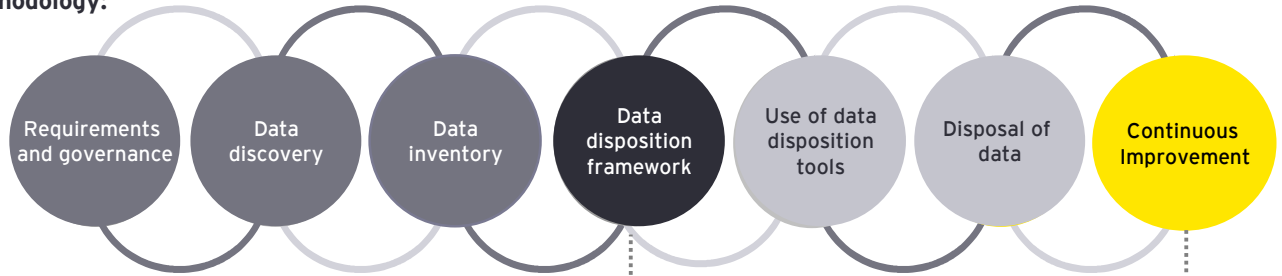 hodology:
Requirements
and governance
Data
discovery
Data
inventory
Data
disposition
framework
Use of data
disposition
tools
Disposal of
data
Continuous
Improvement